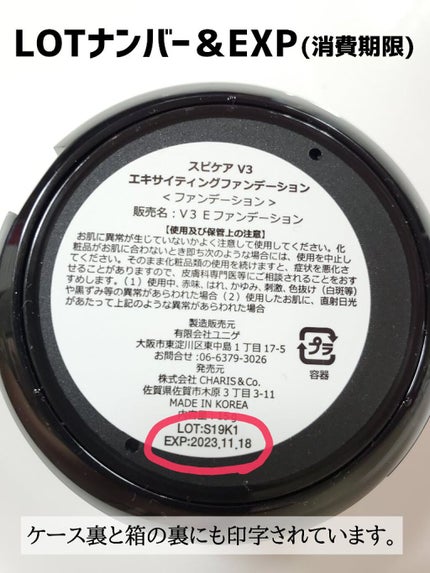 LOTナンバー&EXP(消費期限)
スピケア V3
エキサイティングファンデーション
＜ファンデーション＞
販売名：V3 Eファンデーション
【使用及び保管上の注意】
お肌に異常が生じていないかよく注意して使用してください。化
粧品がお肌に合わないとき即ち次のような場合には、使用を中止し
てください。そのまま化粧品類の使用を続けますと、症状を悪化さ
せることがありますので、皮膚科専門医等にご相談されることをおす
すめします。（1）使用中、赤味、はれ、かゆみ、刺激、色抜け（白斑等）
や黒ずみ等の異常があらわれた場合（2）使用したお肌に、直射日光
があたって上記のような異常があらわれた場合
製造販売元
有限会社ユニゲ
大阪市東淀川区東中島1丁目17-5
お問合せ:06-6379-3026
発売元
株式会社 CHARIS&Co.
佐賀県佐賀市木原3丁目3-11
MADE IN KOREA
プラ
容器
LOT:S19K1
EXP:2023.11.18
ケース裏と箱の裏にも印字されています。